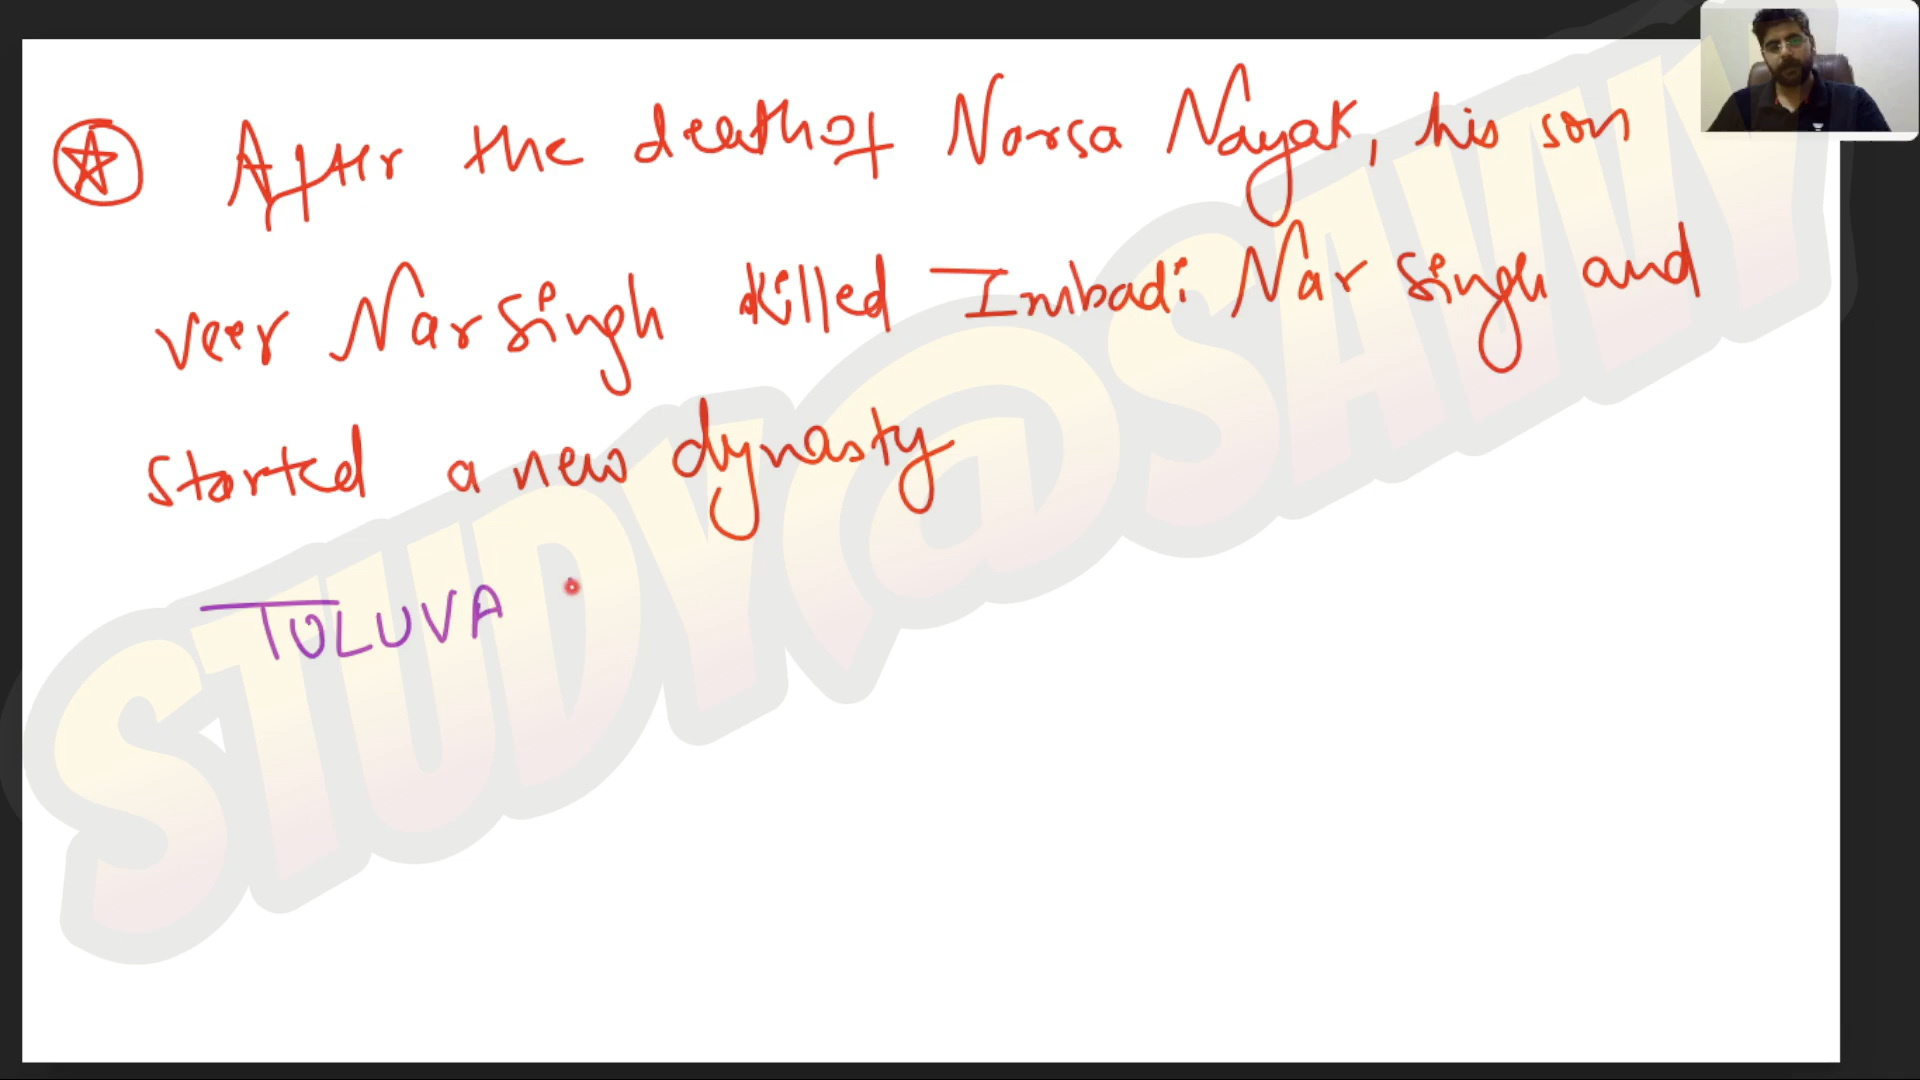 After the death of Narsa Nayak, his son
veer Narsingh killed Imbadi Nar singh and
started a new dynasty
TULUVA
STUDY@SAVVY